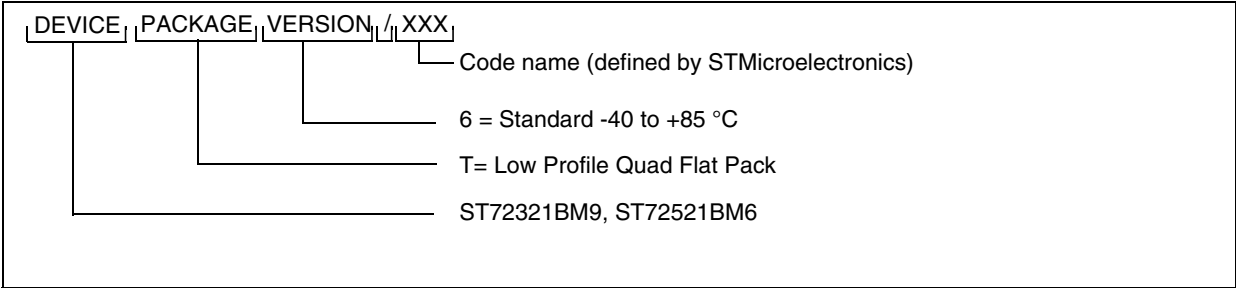 DEVICE PACKAGE VERSION / XXX
Code name (defined by STMicroelectronics)
6 = Standard -40 to +85 °C
T= Low Profile Quad Flat Pack
ST72321BM9, ST72521BM6